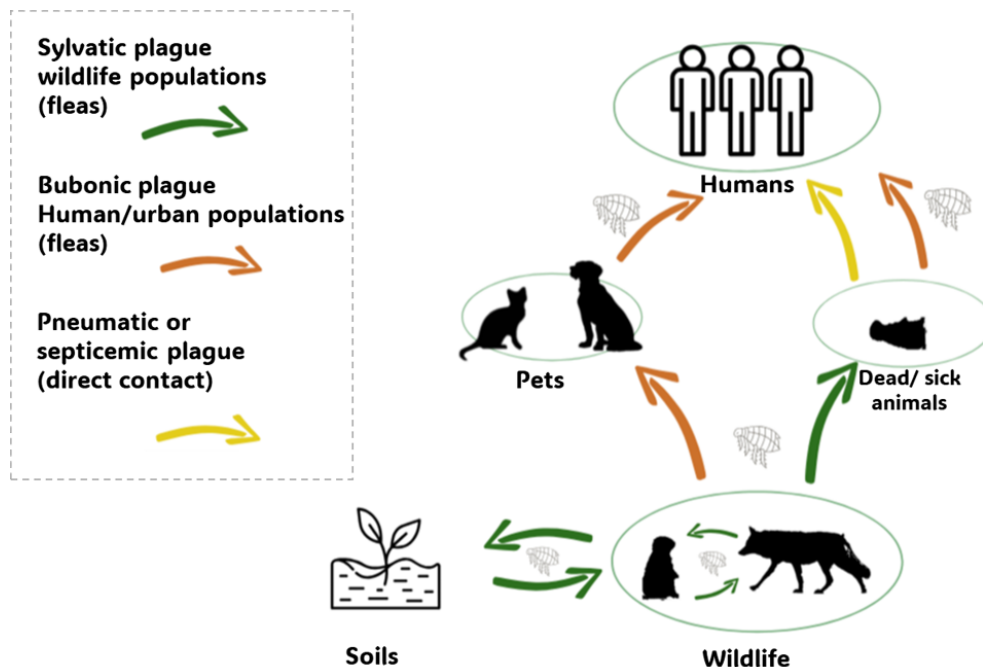 Sylvatic plague
wildlife populations
(fleas)
Bubonic plague
Human/urban populations
(fleas)
Pneumatic or
septicemic plague
(direct contact)
Humans
Pets
Dead/ sick
animals
Soils
Wildlife